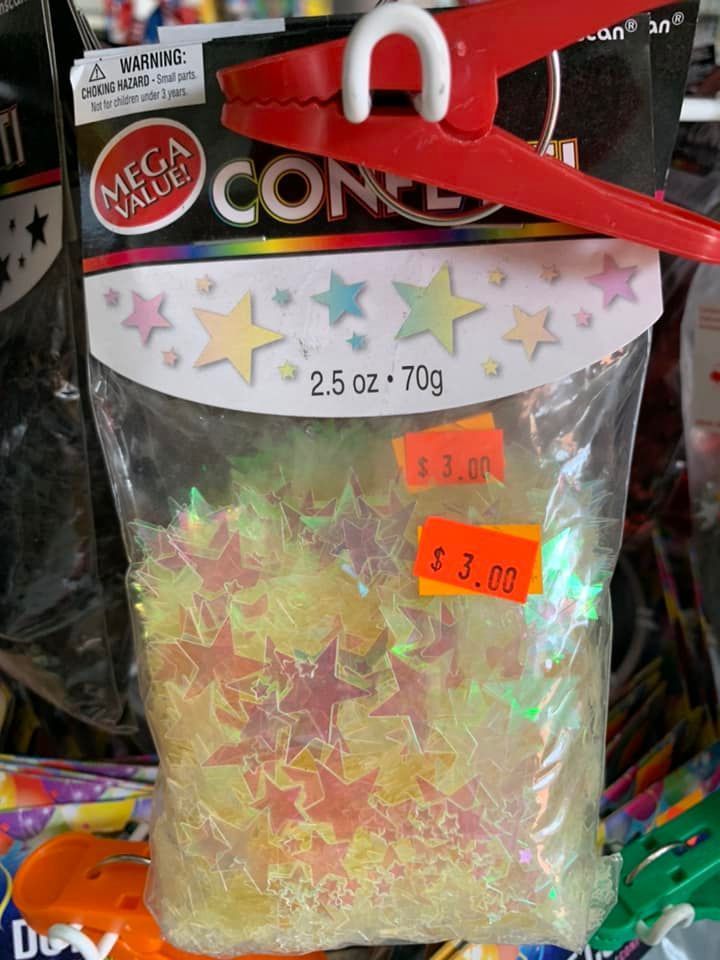 WARNING:
CHOKING HAZARD - Small parts.
Not for children under 3 years.
MEGA
VALUE!
2.5 oz • 70g
$ 3.00
$ 3.00